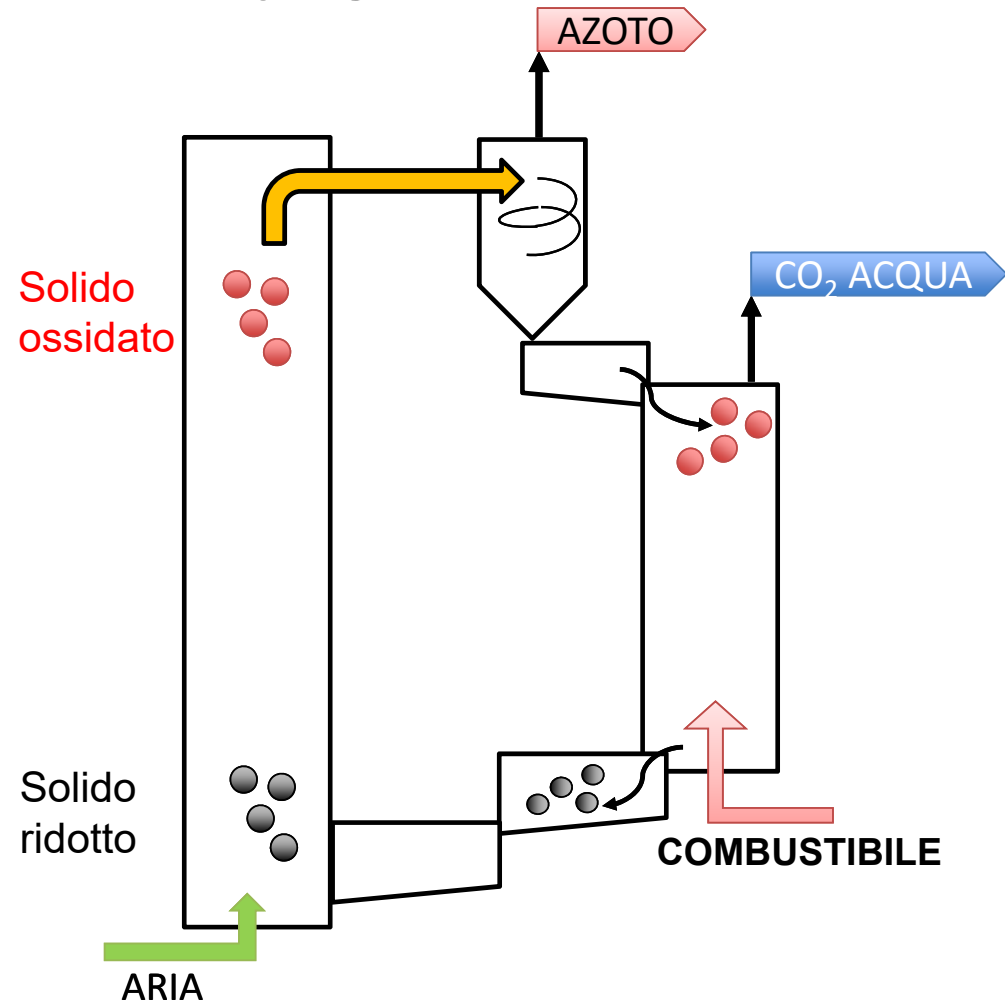 AZOTO
CO₂ ACQUA
Solido
ossidato
Solido
ridotto
COMBUSTIBILE
ARIA